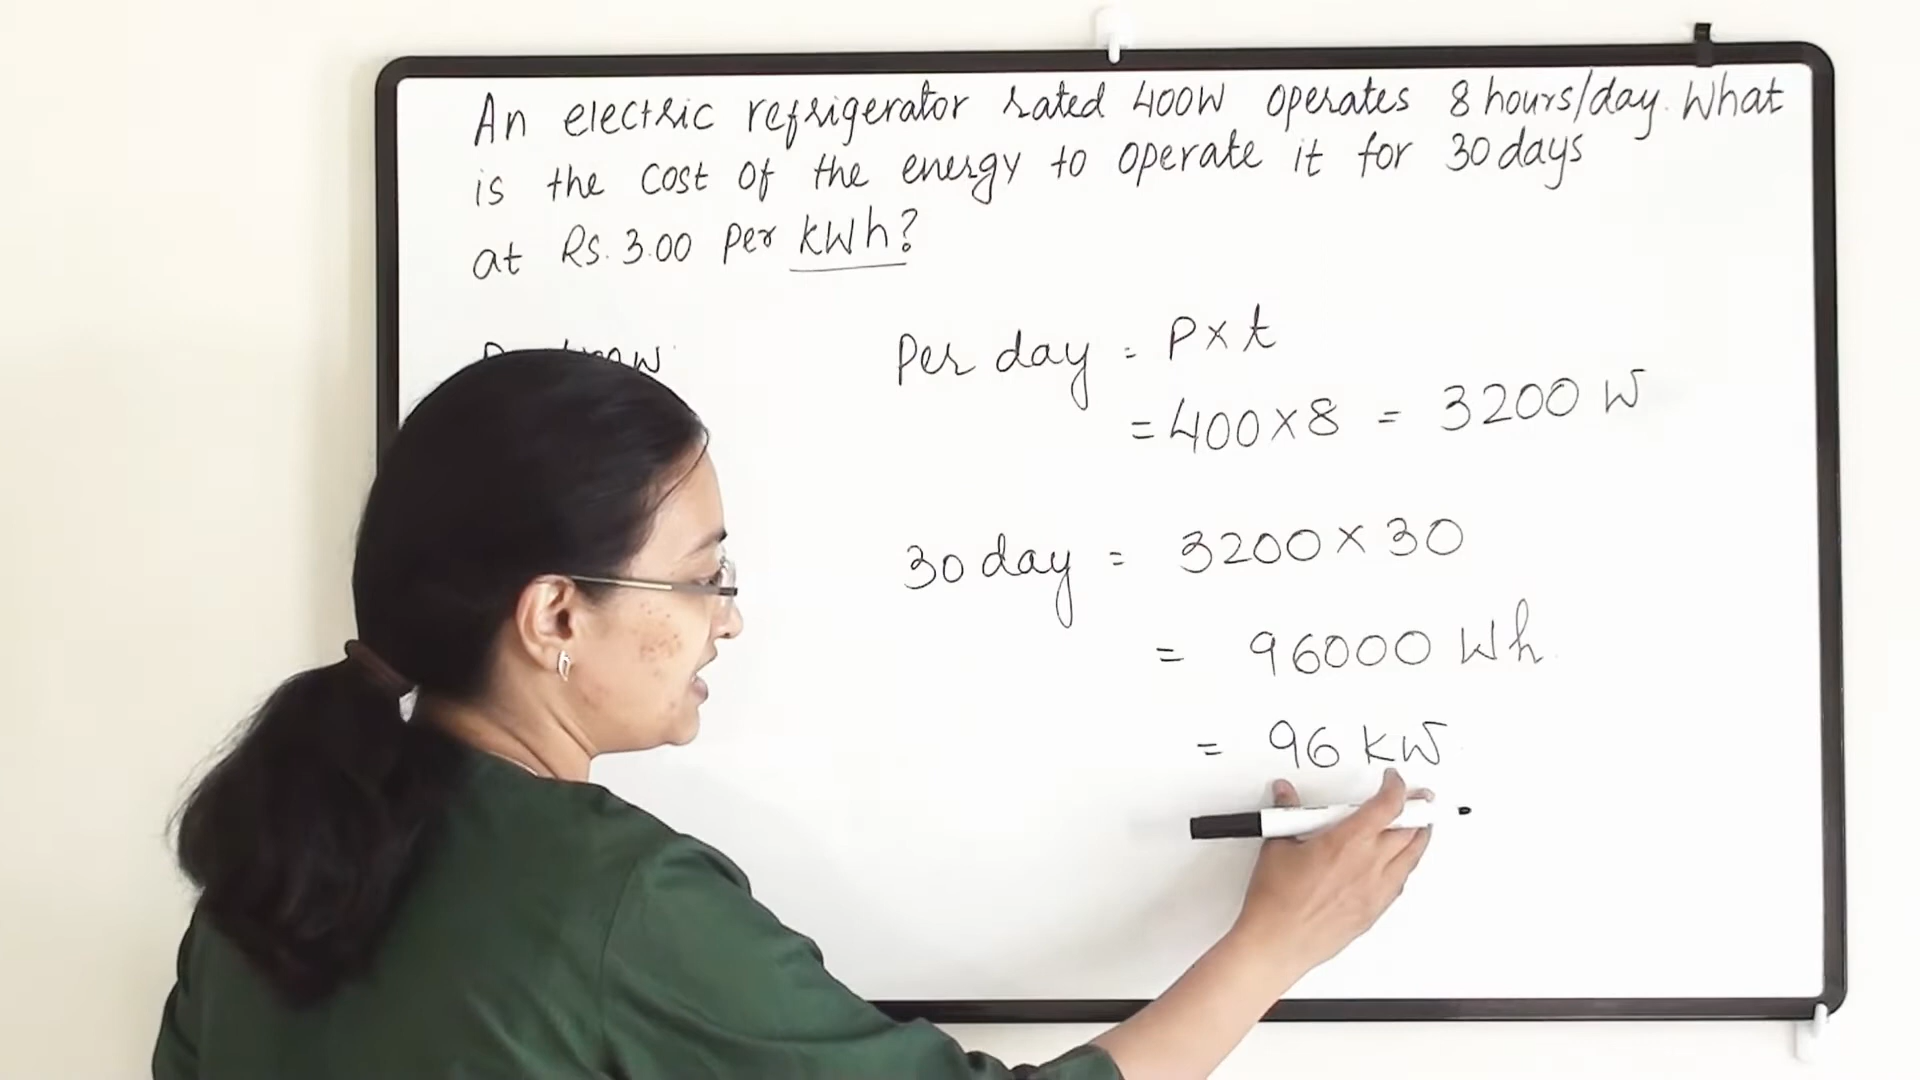 An electric refrigerator rated 400W operates 8 hours/day. What
is the cost of the energy to operate it for 30 days
at Rs. 3.00 per kWh?
Per day = P x t
= 400 x 8 = 3200 W
30 day = 3200 x 30
= 96000 Wh
= 96 kW